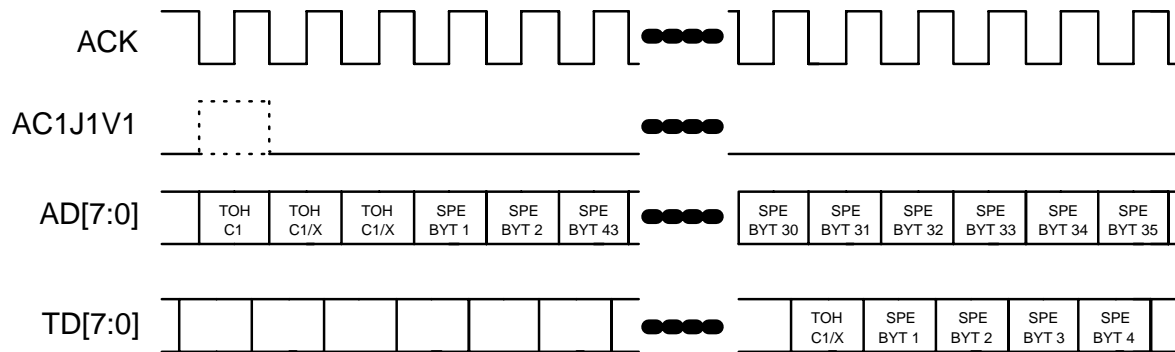 ACK
AC1J1V1
AD[7:0]
TOH
C1
TOH
C1/X
TOH
C1/X
SPE
BYT 1
SPE
BYT 2
SPE
BYT 43
SPE
BYT 30
SPE
BYT 31
SPE
BYT 32
SPE
BYT 33
SPE
BYT 34
SPE
BYT 35
TD[7:0]
TOH
C1/X
SPE
BYT 1
SPE
BYT 2
SPE
BYT 3
SPE
BYT 4